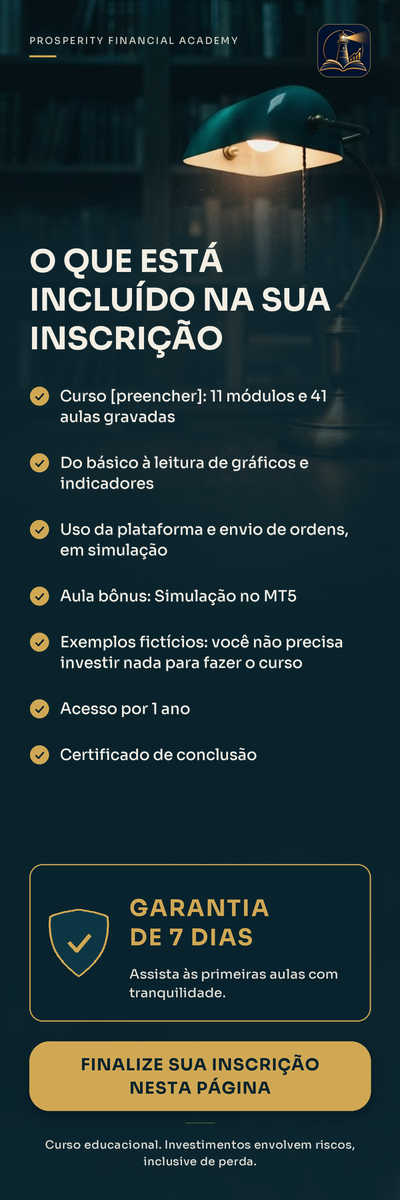 PROSPERITY FINANCIAL ACADEMY
O QUE ESTÁ
INCLUÍDO NA SUA
INSCRIÇÃO
Curso [preencher]: 11 módulos e 41
aulas gravadas
Do básico à leitura de gráficos e
indicadores
Uso da plataforma e envio de ordens,
em simulação
Aula bônus: Simulação no MT5
Exemplos fictícios: você não precisa
investir nada para fazer o curso
Acesso por 1 ano
Certificado de conclusão
GARANTIA
DE 7 DIAS
Assista às primeiras aulas com
tranquilidade.
FINALIZE SUA INSCRIÇÃO
NESTA PÁGINA
Curso educacional. Investimentos envolvem riscos,
inclusive de perda.